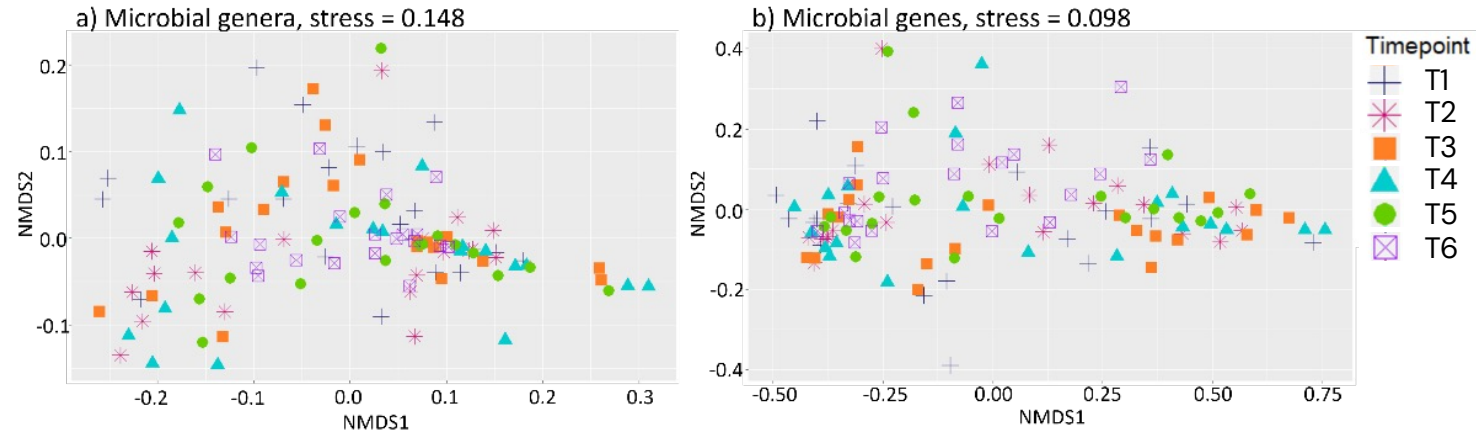 a) Microbial genera, stress = 0.148
0.2
0.1
0.0
-0.1
NMDS2
-0.2
-0.1
0.0
0.1
0.2
0.3
NMDS1
b) Microbial genes, stress = 0.098
0.4
0.2
0.0
-0.2
-0.4
NMDS2
-0.50
-0.25
0.00
0.25
0.50
0.75
NMDS1
Timepoint
T1
T2
T3
T4
T5
T6